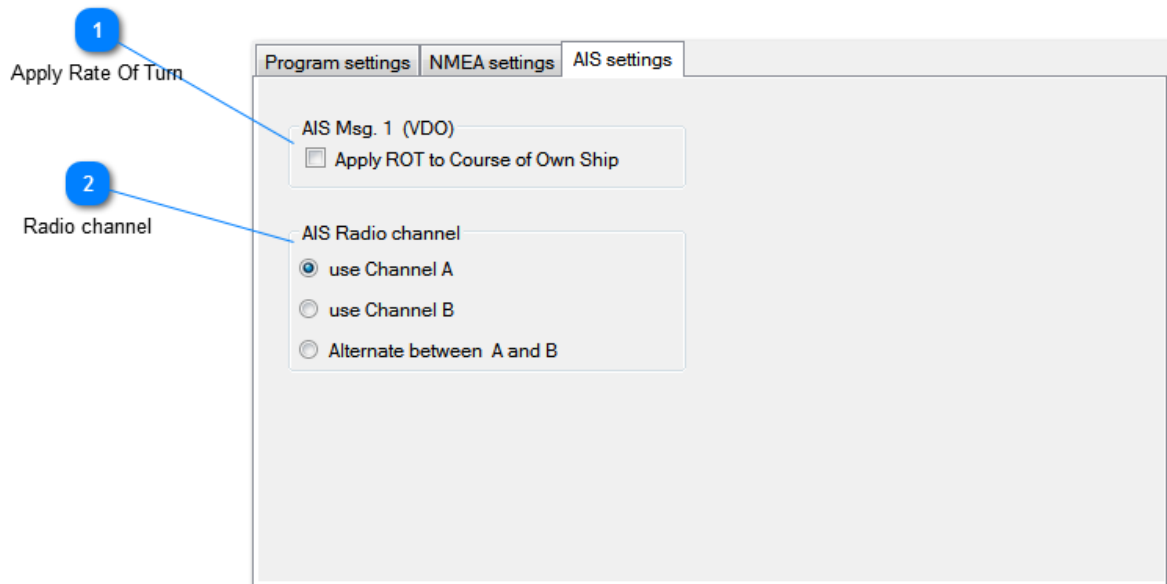 1
Apply Rate Of Turn
2
Radio channel
Program settings
NMEA settings
AIS settings
AIS Msg. 1 (VDO)
Apply ROT to Course of Own Ship
AIS Radio channel
use Channel A
use Channel B
Alternate between A and B